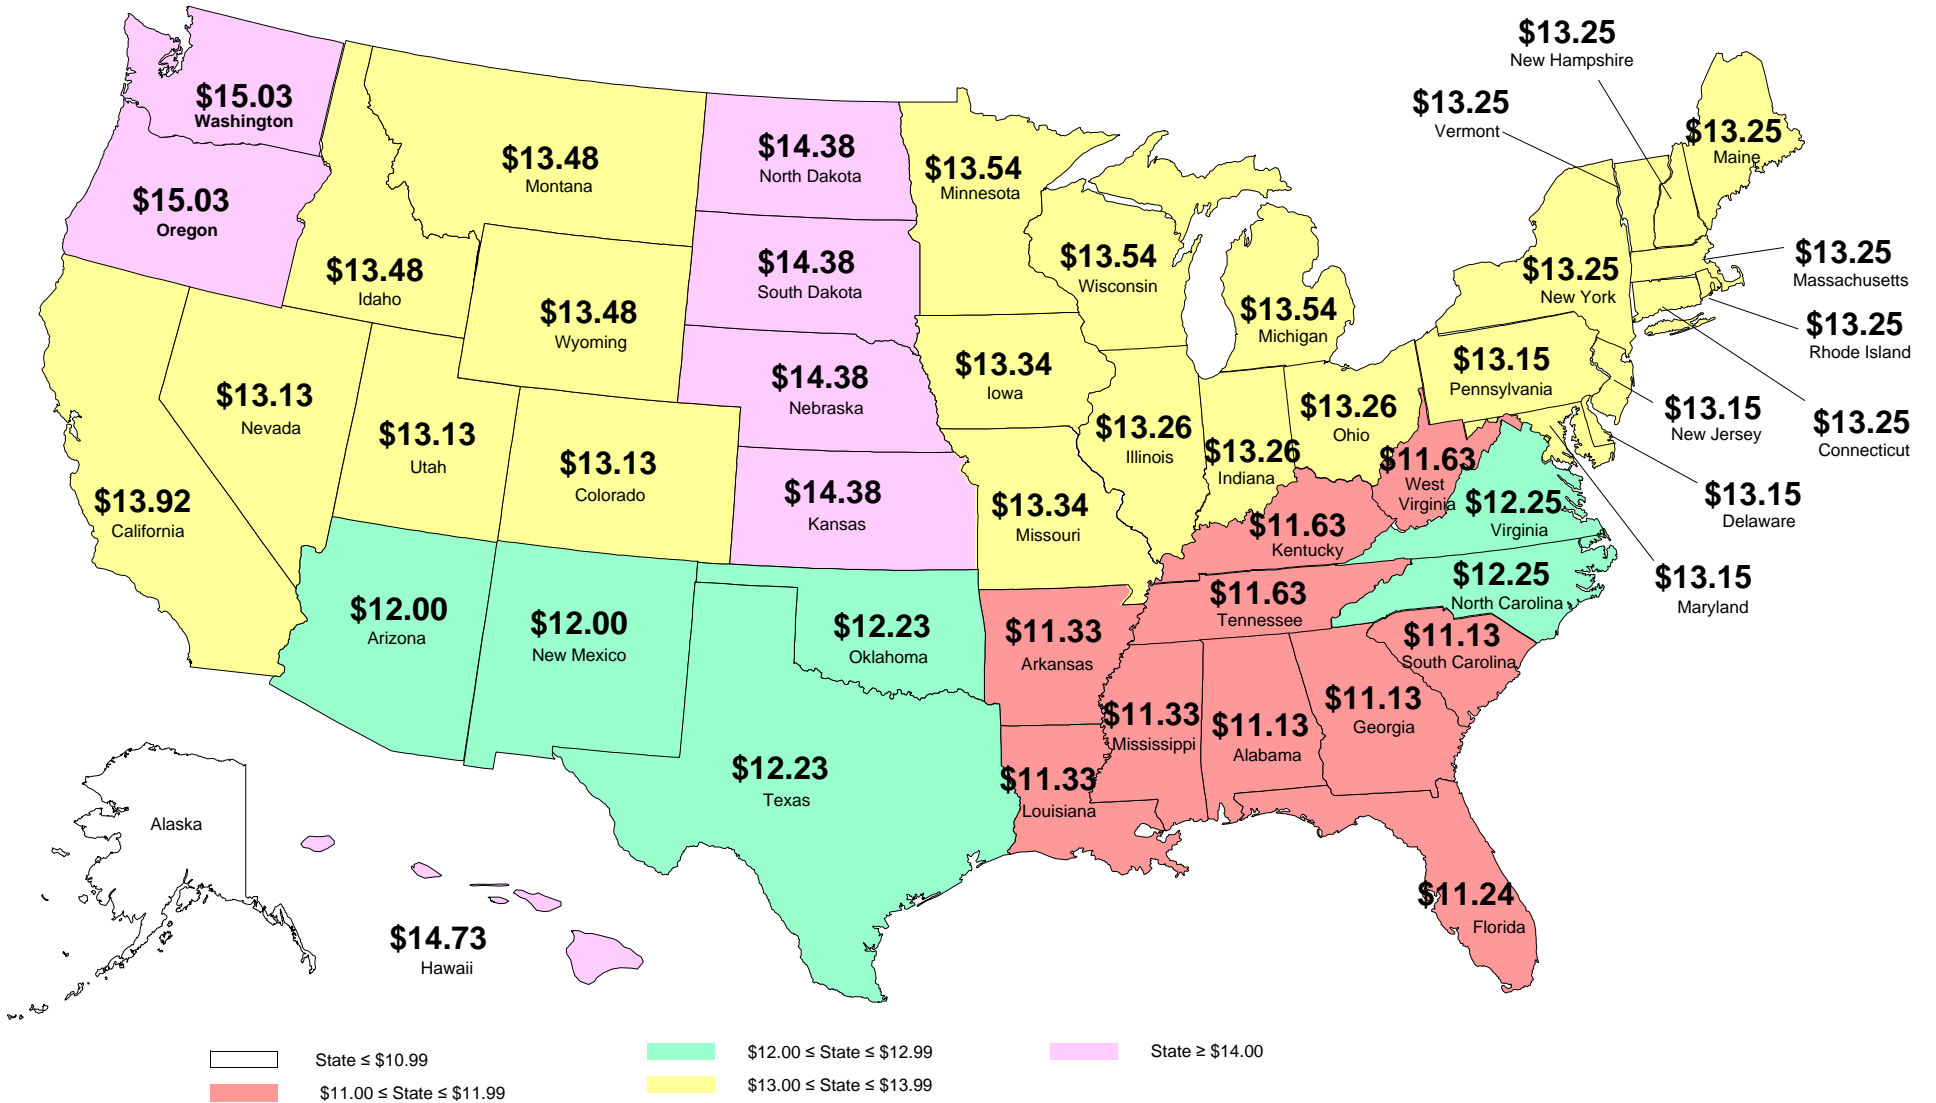 $13.25
New Hampshire
$13.25
Vermont
$15.03
Washington
$13.25
Maine
$14.38
North Dakota
$13.48
Montana
$13.54
Minnesota
$15.03
Oregon
$13.48
Idaho
$14.38
South Dakota
$13.54
Wisconsin
$13.25
New York
$13.25
Massachusetts
$13.48
Wyoming
$13.54
Michigan
$13.25
Rhode Island
$13.13
Nevada
$14.38
Nebraska
$13.34
Iowa
$13.15
Pennsylvania
$13.13
Utah
$13.26
Illinois
$13.26
Indiana
$13.26
Ohio
$13.15
New Jersey
$13.25
Connecticut
$13.92
California
$13.13
Colorado
$14.38
Kansas
$13.34
Missouri
$11.63
West
Virginia
$12.25
Virginia
$13.15
Delaware
$11.63
Kentucky
$13.15
Maryland
$12.00
Arizona
$12.00
New Mexico
$12.23
Oklahoma
$11.33
Arkansas
$11.63
Tennessee
$12.25
North Carolina
$11.13
South Carolina
$12.23
Texas
$11.33
Louisiana
$11.33
Mississippi
$11.13
Alabama
$11.13
Georgia
Alaska
$14.73
Hawaii
$11.24
Florida
State ≤ $10.99
$11.00 ≤ State ≤ $11.99
$12.00 ≤ State ≤ $12.99
$13.00 ≤ State ≤ $13.99
State ≥ $14.00